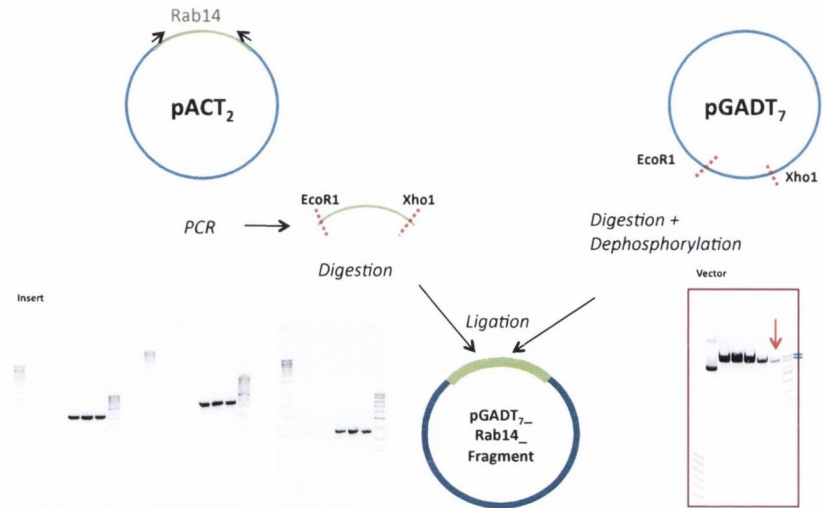 Rab14
pACT2
pGADT7
EcoR1
Xho1
EcoR1
Xho1
PCR
Digestion +
Dephosphorylation
Digestion
Vector
Insert
Ligation
pGADT7_
Rab14_
Fragment